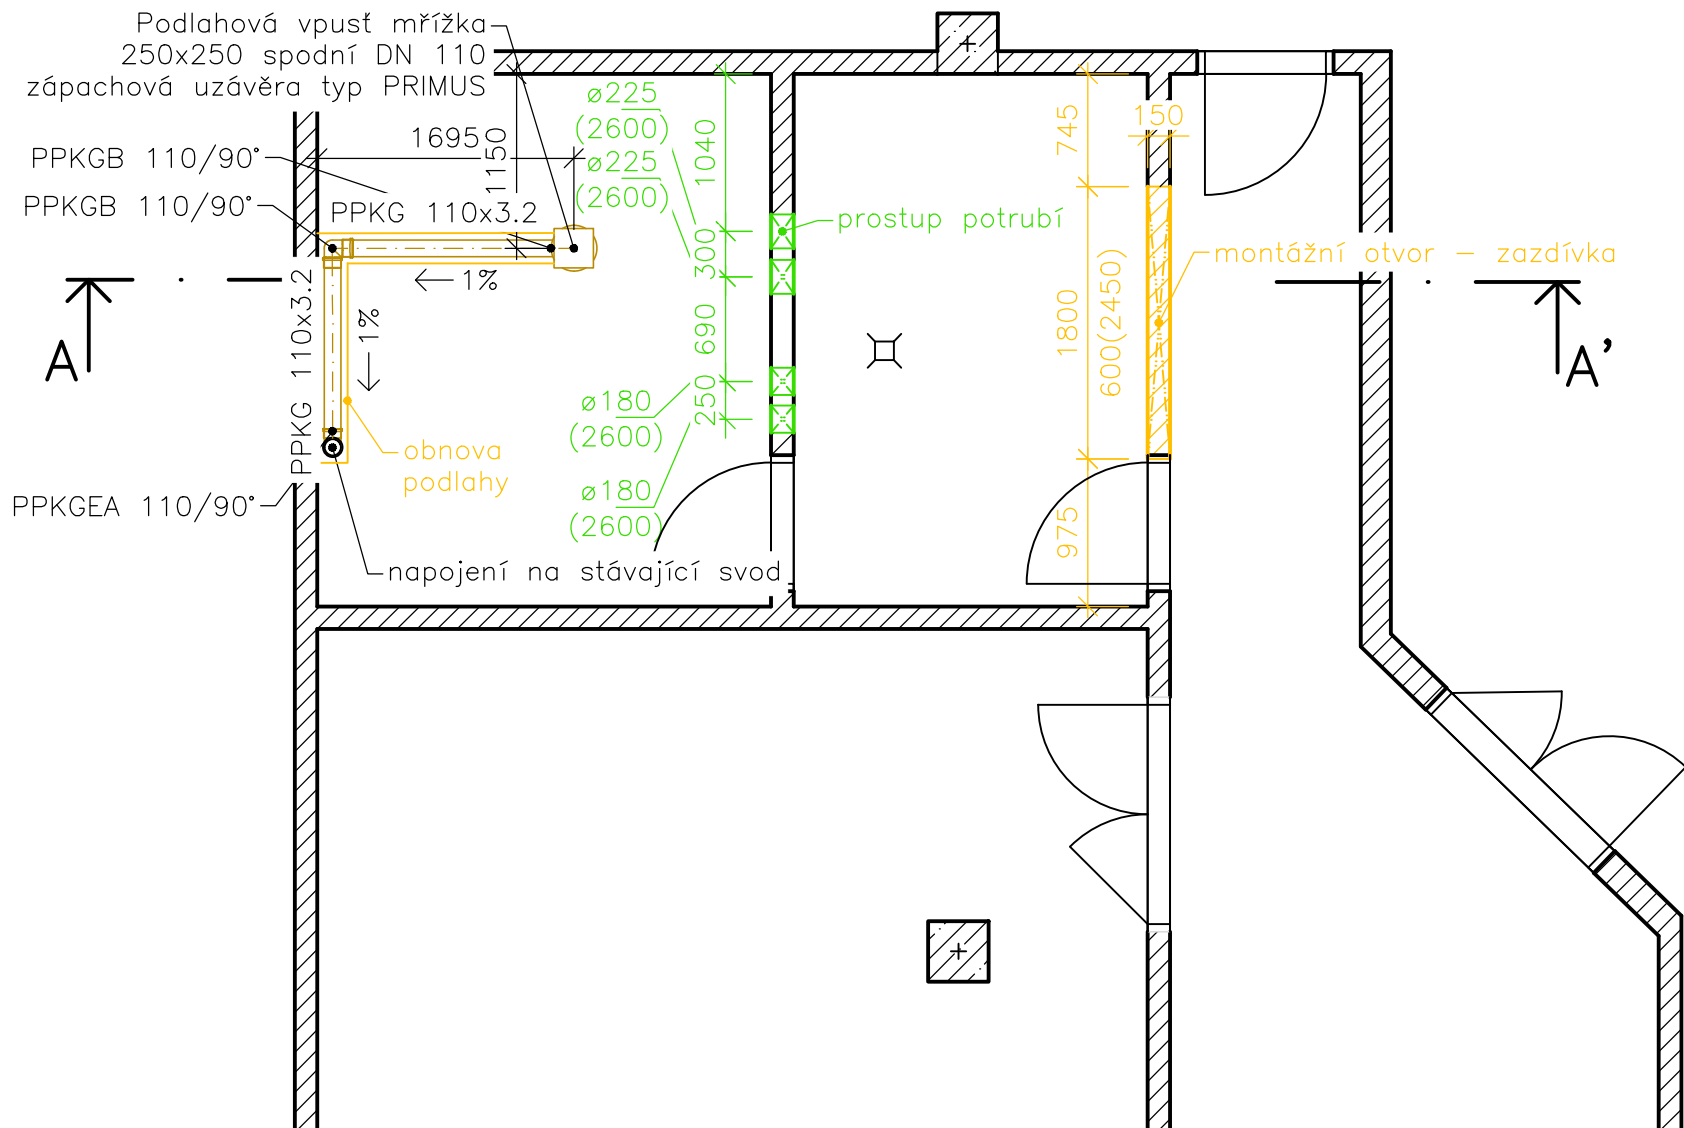 Podlahová vpusť mřížka
250x250 spodní DN 110
zápachová uzávěra typ PRIMUS
PPKGB 110/90°
PPKGB 110/90°
1695
1150
PPKG 110x3.2
1%
1%
PPKG 110x3.2
PPKGEA 110/90°
obnova
podlahy
napojení na stávající svod
ø225
(2600)
ø225
(2600)
1040
300
690
250
ø180
(2600)
ø180
(2600)
prostup potrubí
745
150
1800
600(2450)
975
montážní otvor – zazdívka
A
A'